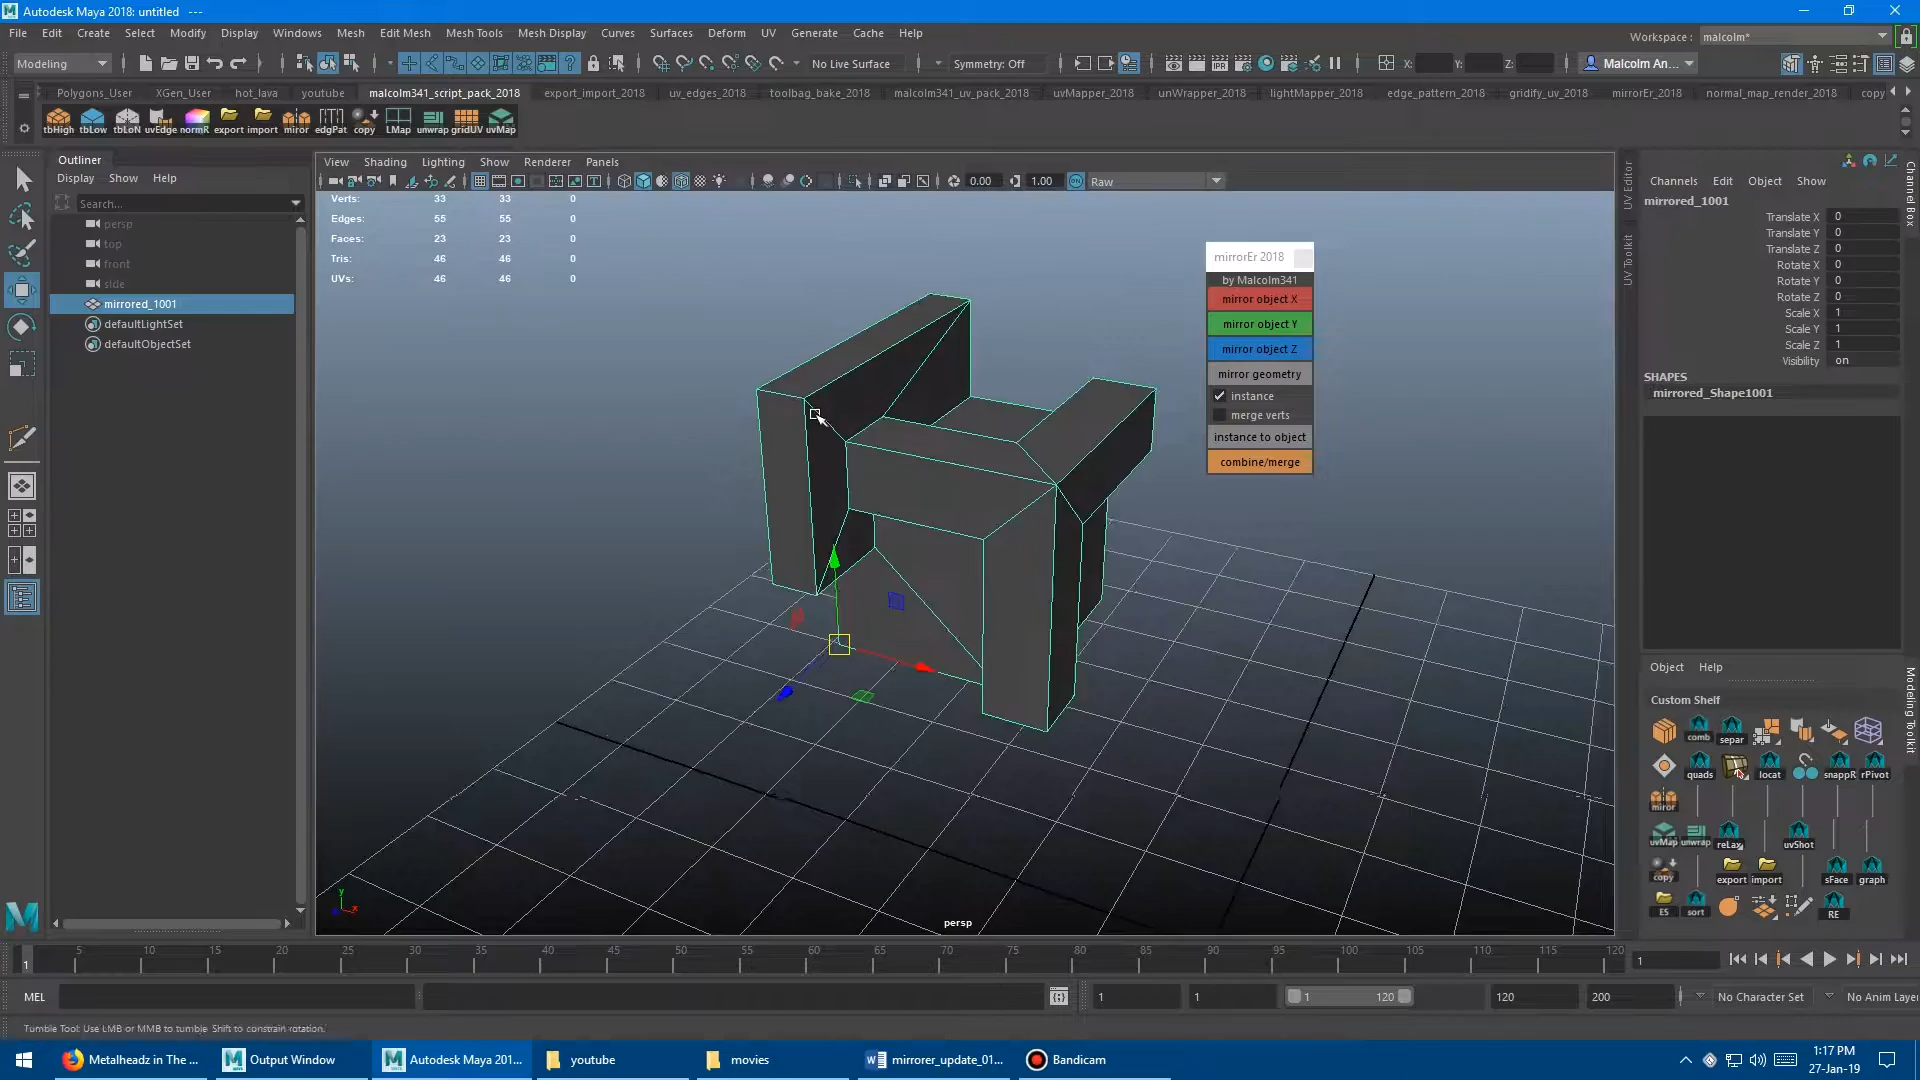 Autodesk Maya 2018: untitled   ---
File Edit Create Select Modify Display Windows Mesh Edit Mesh Mesh Tools Mesh Display Curves Surfaces Deform UV Generate Cache Help
Workspace : malcolm*
Modeling No Live Surface Symmetry: Off X: Y: Z: Malcolm An...
Polygons_User XGen_User hot_lava youtube malcolm341_script_pack_2018 export_import_2018 uv_edges_2018 toolbag_bake_2018 malcolm341_uv_pack_2018 uvMapper_2018 unWrapper_2018 lightMapper_2018 edge_pattern_2018 gridify_uv_2018 mirrorEr_2018 normal_map_render_2018 copy
tbHigh tbLow tbLoN uvEdge normR export import miror edgPat copy LMap unwrap gridUV uvMap
Outliner
Display Show Help
Search...
persp
top
front
side
mirrored_1001
defaultLightSet
defaultObjectSet
View Shading Lighting Show Renderer Panels
0.00 1.00 Raw
Verts: 33 33 0
Edges: 55 55 0
Faces: 23 23 0
Tris: 46 46 0
UVs: 46 46 0
mirrorEr 2018
by Malcolm341
mirror object X
mirror object Y
mirror object Z
mirror geometry
instance
merge verts
instance to object
combine/merge
persp
y
x
UV Editor
UV Toolkit
Channels Edit Object Show
mirrored_1001
Translate X 0
Translate Y 0
Translate Z 0
Rotate X 0
Rotate Y 0
Rotate Z 0
Scale X 1
Scale Y 1
Scale Z 1
Visibility on
SHAPES
mirrored_Shape1001
Channel Box
Modeling Toolkit
Object Help
Custom Shelf
comb separ
quads locat snappR rPivot
miror
uvMap unwrap reLax uvShot
copy export import sFace graph
ES sort RE
5 10 15 20 25 30 35 40 45 50 55 60 65 70 75 80 85 90 95 100 105 110 115 120
1 1
MEL 1 1 1 120 120 200 No Character Set No Anim Layer
Tumble Tool: Use LMB or MMB to tumble. Shift to constrain rotation.
Metalheadz in The ... Output Window Autodesk Maya 201... youtube movies mirrorer_update_01... Bandicam
1:17 PM
27-Jan-19